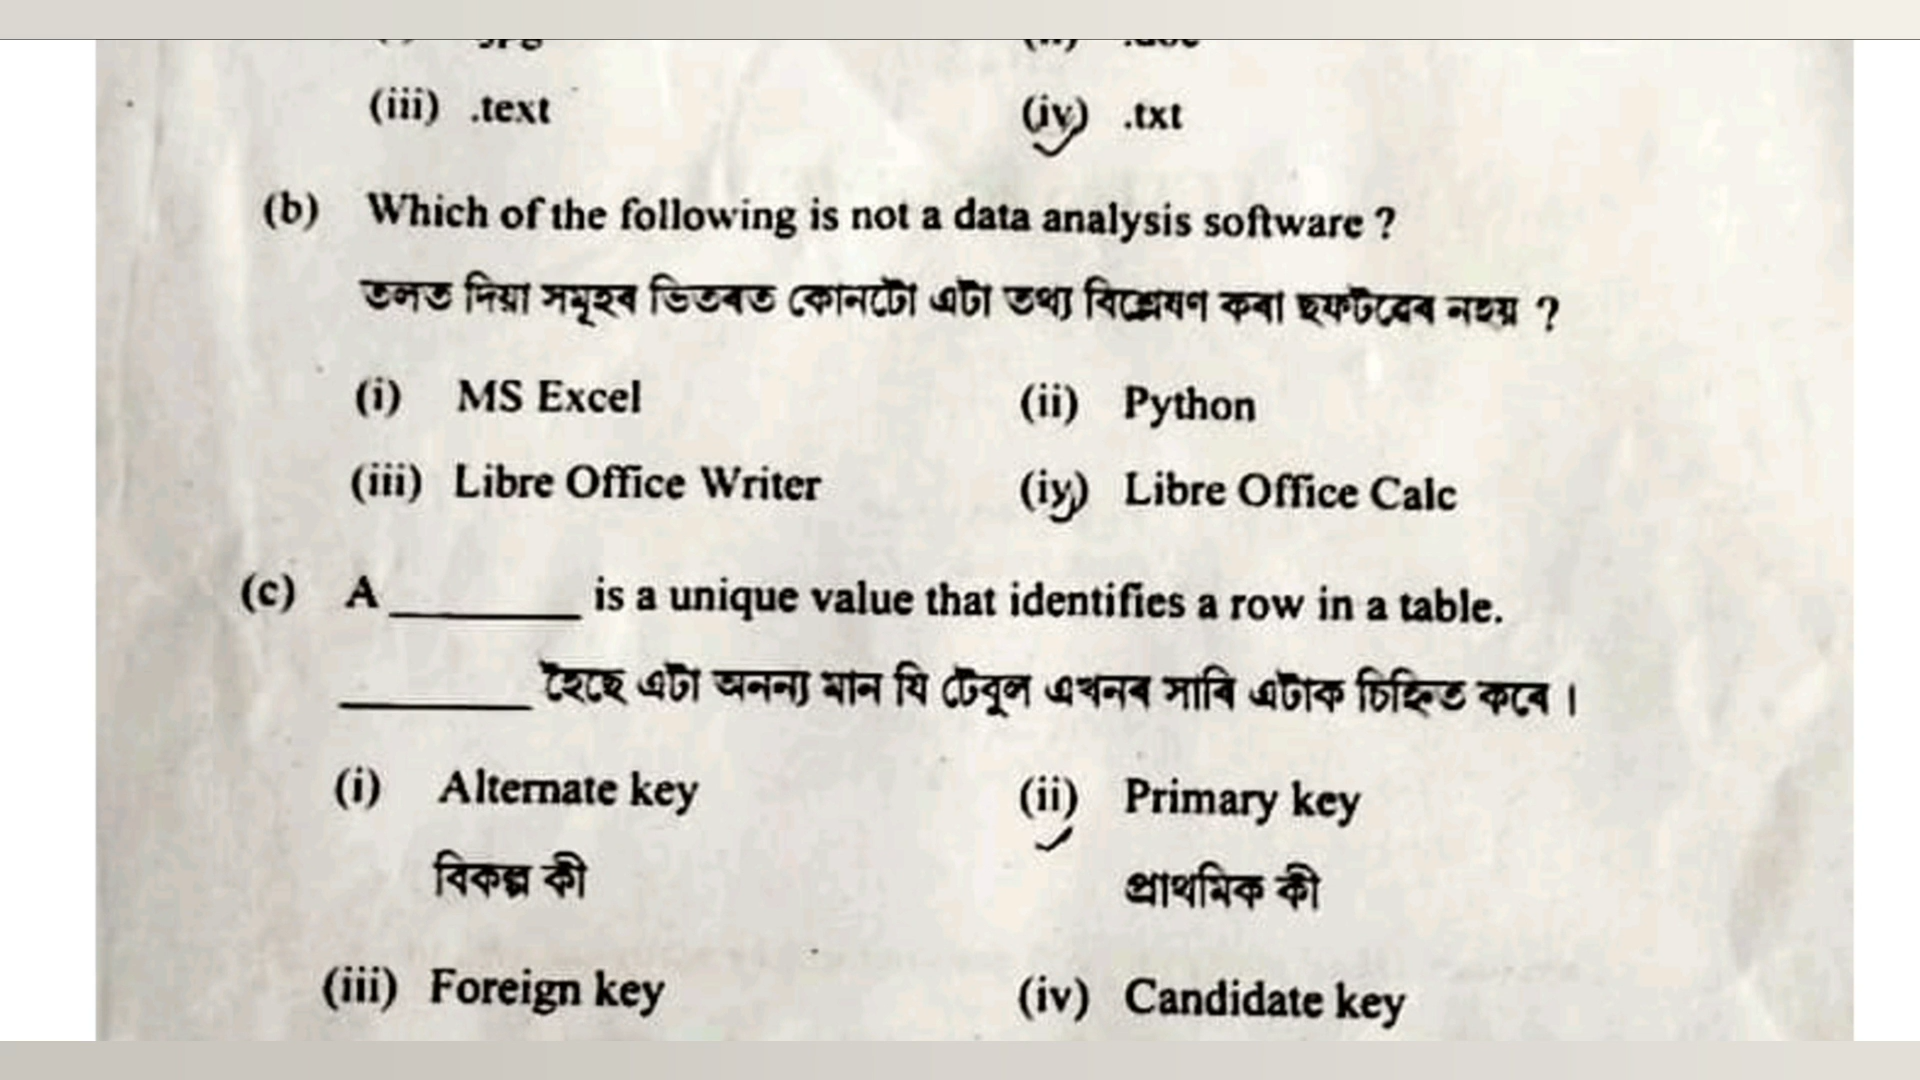 (iii) .text (iv) .txt
(b) Which of the following is not a data analysis software ?
তলত দিয়া সমূহৰ ভিতৰত কোনটো এটা তথ্য বিশ্লেষণ কৰা ছফটৱেৰ নহয় ?
(i) MS Excel (ii) Python
(iii) Libre Office Writer (iv) Libre Office Calc
(c) A ________ is a unique value that identifies a row in a table.
________ হৈছে এটা অনন্য মান যি টেবুল এখনৰ সাৰি এটাক চিহ্নিত কৰে ।
(i) Alternate key (ii) Primary key
বিকল্প কী প্ৰাথমিক কী
(iii) Foreign key (iv) Candidate key